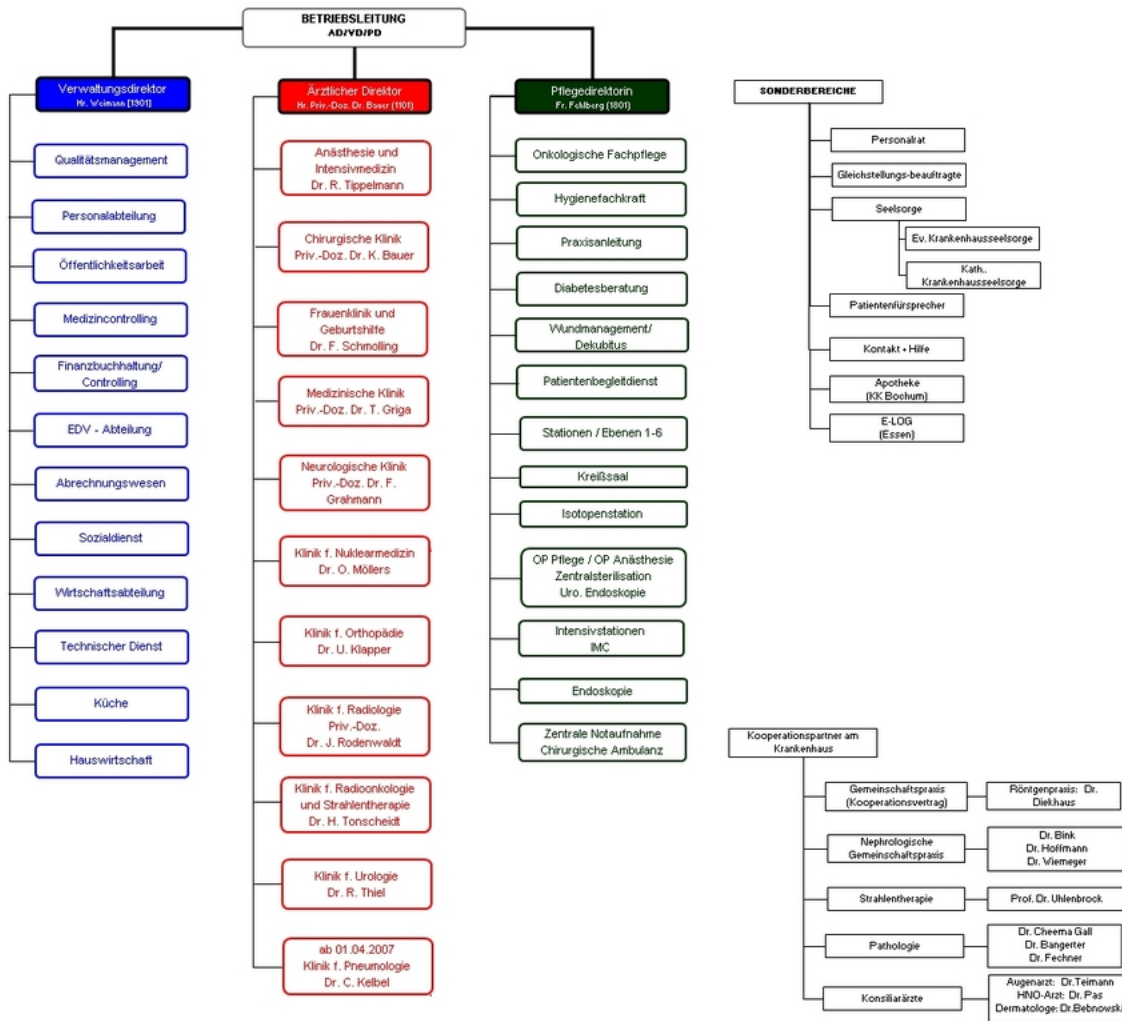 BETRIEBSLEITUNG
AD/VD/PD
Verwaltungsdirektor
Hr. Weimann (1901)
Qualitätsmanagement
Personalabteilung
Öffentlichkeitsarbeit
Medizincontrolling
Finanzbuchhaltung/
Controlling
EDV - Abteilung
Abrechnungswesen
Sozialdienst
Wirtschaftsabteilung
Technischer Dienst
Küche
Hauswirtschaft
Ärztlicher Direktor
Hr. Priv.-Doz. Dr. Bauer (1101)
Anästhesie und
Intensivmedizin
Dr. R. Tippelmann
Chirurgische Klinik
Priv.-Doz. Dr. K. Bauer
Frauenklinik und
Geburtshilfe
Dr. F. Schmolling
Medizinische Klinik
Priv.-Doz. Dr. T. Griga
Neurologische Klinik
Priv.-Doz. Dr. F.
Grahmann
Klinik f. Nuklearmedizin
Dr. O. Möllers
Klinik f. Orthopädie
Dr. U. Klapper
Klinik f. Radiologie
Priv.-Doz.
Dr. J. Rodenwaldt
Klinik f. Radioonkologie
und Strahlentherapie
Dr. H. Tonscheidt
Klinik f. Urologie
Dr. R. Thiel
ab 01.04.2007
Klinik f. Pneumologie
Dr. C. Kelbel
Pflegedirektorin
Fr. Fehlberg (1801)
Onkologische Fachpflege
Hygienefachkraft
Praxisanleitung
Diabetesberatung
Wundmanagement/
Dekubitus
Patientenbegleitdienst
Stationen / Ebenen 1-6
Kreißsaal
Isotopenstation
OP Pflege / OP Anästhesie
Zentralsterilisation
Uro. Endoskopie
Intensivstationen
IMC
Endoskopie
Zentrale Notaufnahme
Chirurgische Ambulanz
SONDERBEREICHE
Personalrat
Gleichstellungs-beauftragte
Seelsorge
Ev. Krankenhausseelsorge
Kath..
Krankenhausseelsorge
Patientenfürsprecher
Kontakt + Hilfe
Apotheke
(KK Bochum)
E-LOG
(Essen)
Kooperationspartner am
Krankenhaus
Gemeinschaftspraxis
(Kooperationsvertrag)
Röntgenpraxis: Dr.
Diekhaus
Nephrologische
Gemeinschaftspraxis
Dr. Bink
Dr. Hoffmann
Dr. Wiemeger
Strahlentherapie
Prof. Dr. Uhlenbrock
Pathologie
Dr. Cheema Gall
Dr. Bangerter
Dr. Fechner
Konsiliarärzte
Augenarzt: Dr.Teimann
HNO-Arzt: Dr. Pas
Dermatologe: Dr.Bebnowski